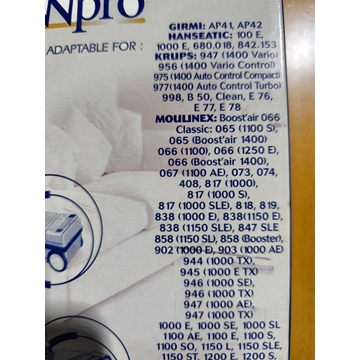 Npro
ADAPTABLE FOR :
GIRMI: AP41, AP42
HANSEATIC: 100 E,
1000 E, 680.018, 842.153
KRUPS: 947 (1400 Vario)
956 (1400 Vario Control)
975 (1400 Auto Control Compact)
977(1400 Auto Control Turbo)
998, B 50, Clean, E 76,
E 77, E 78
MOULINEX: Boost'air 066
Classic: 065 (1100 S),
065 (Boost'air 1400)
066 (1100), 066 (1250 E),
066 (Boost'air 1400)
067 (1100 AE), 073, 074,
408, 817 (1000),
817 (1000 S),
817 (1000 SLE), 818, 819,
838 (1000 E), 838(1150 E),
838 (1150 SLE), 847 SLE
858 (1150 SL), 858 (Booster),
902 (1000 E), 903 (1000 AE)
944 (1000 TX)
945 (1000 E TX)
946 (1000 SE),
946 (1000 TX)
947 (1000 AE),
947 (1000 TX)
1000 E, 1000 SE, 1000 SL
1100 AE, 1100 E, 1100 S,
1100 SO, 1150 L, 1150 SLE,
1150 ST, 1200 E, 1200 S,